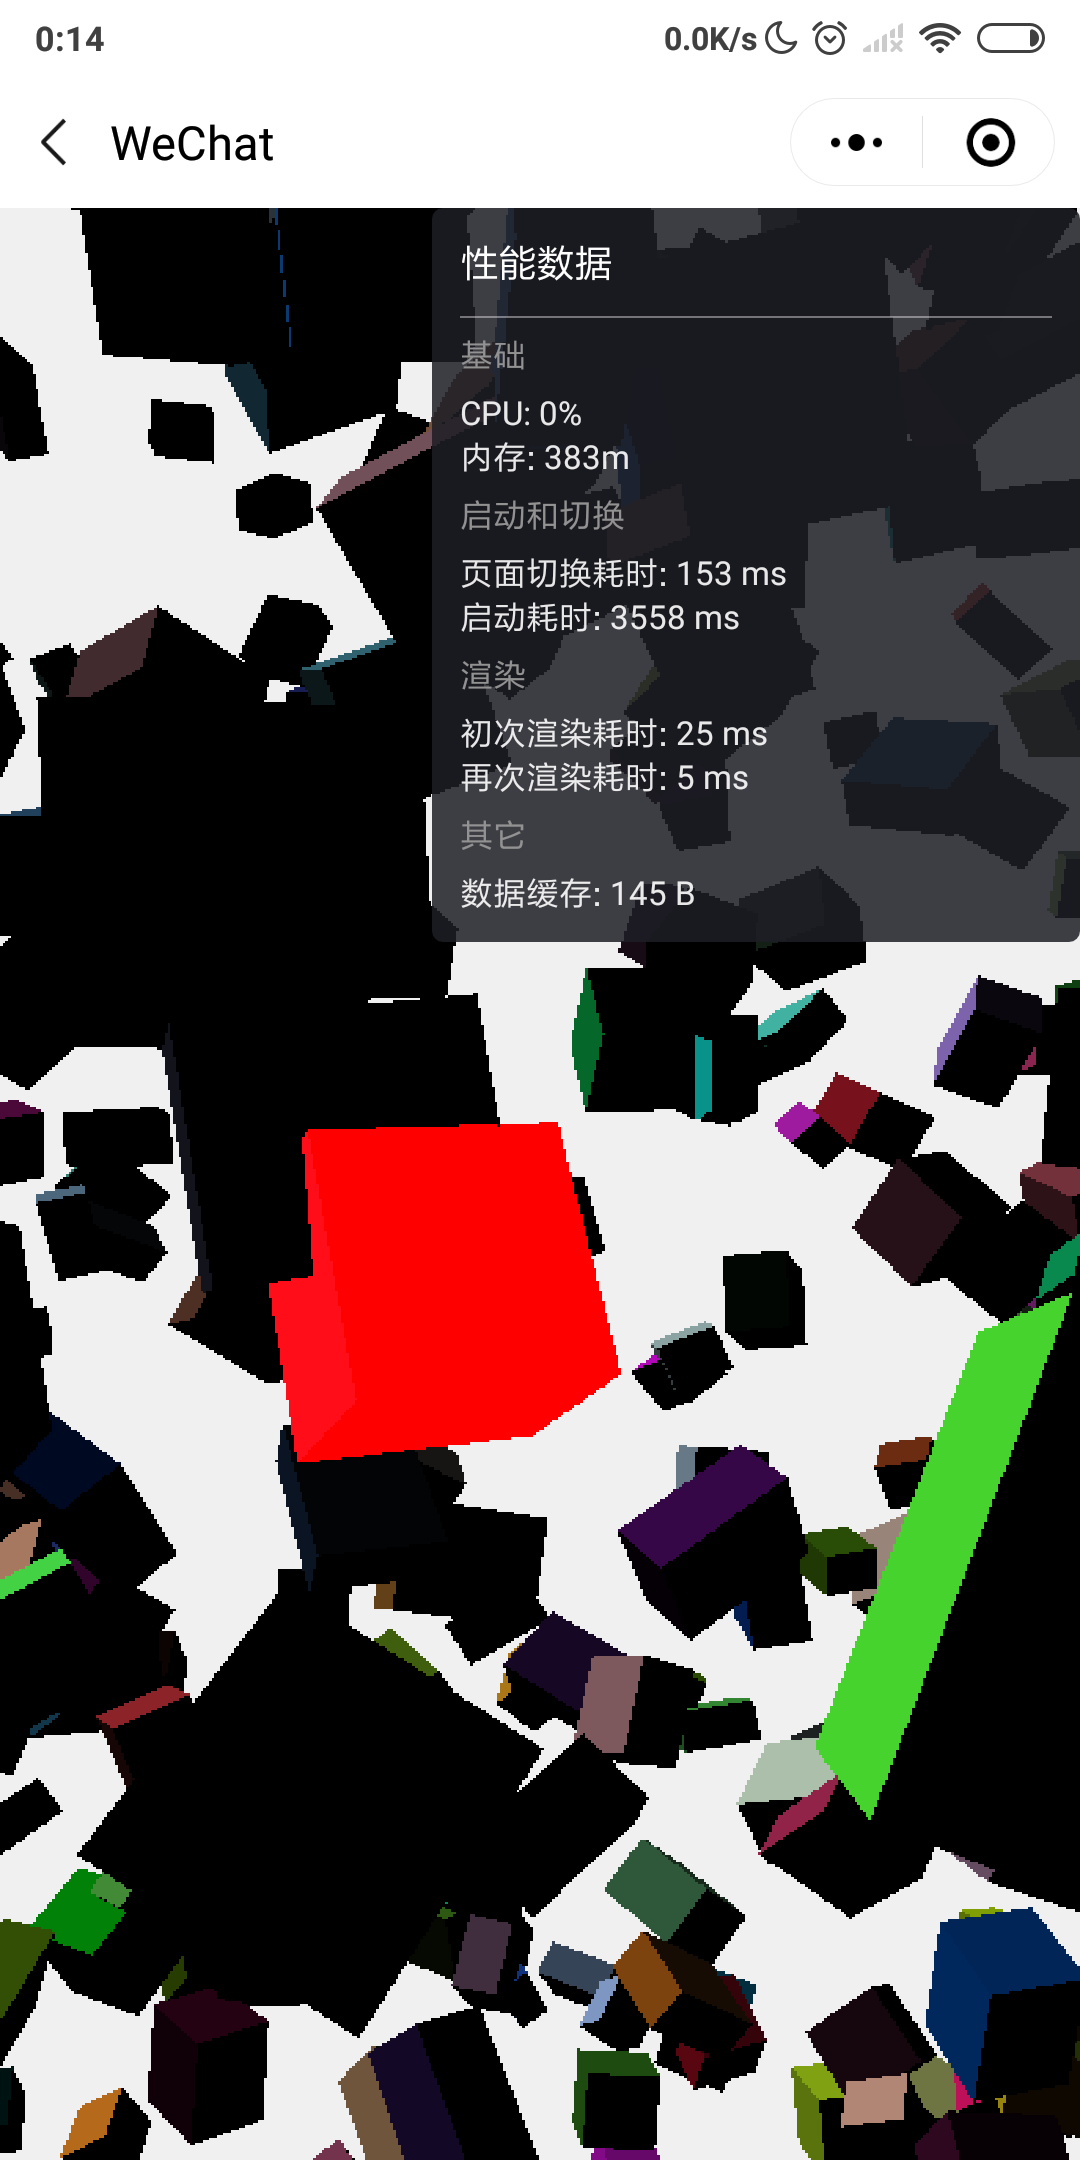 0:14
0.0K/s
WeChat
性能数据
基础
CPU: 0%
内存: 383m
启动和切换
页面切换耗时: 153 ms
启动耗时: 3558 ms
渲染
初次渲染耗时: 25 ms
再次渲染耗时: 5 ms
其它
数据缓存: 145 B